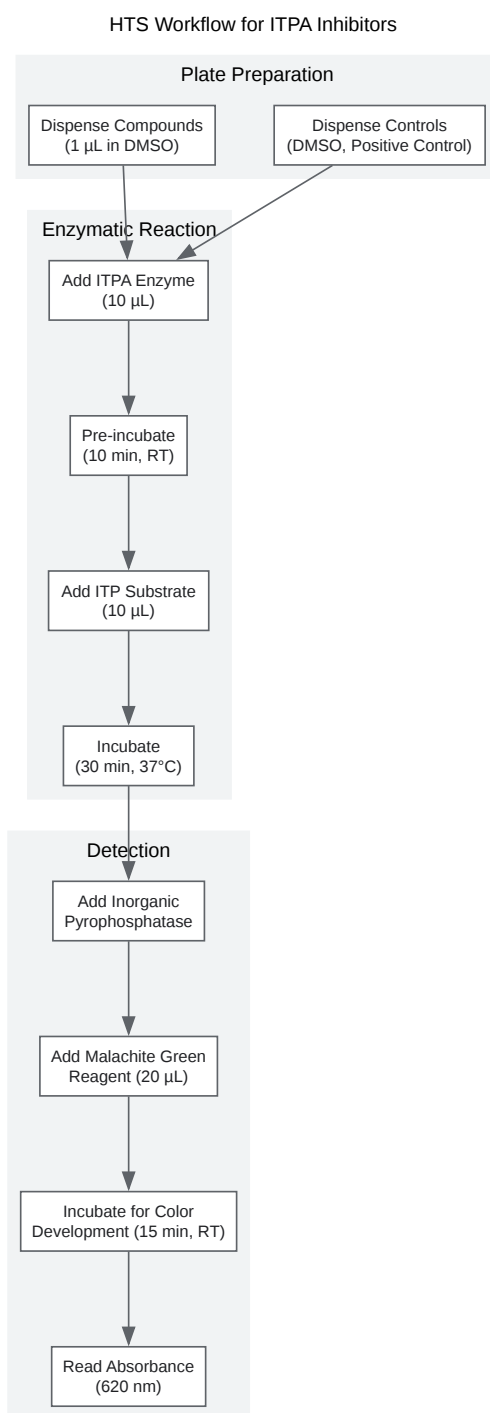 HTS Workflow for ITPA Inhibitors
Plate Preparation
Dispense Compounds
(1 µL in DMSO)
Dispense Controls
(DMSO, Positive Control)
Enzymatic Reaction
Add ITPA Enzyme
(10 µL)
Pre-incubate
(10 min, RT)
Add ITP Substrate
(10 µL)
Incubate
(30 min, 37°C)
Detection
Add Inorganic
Pyrophosphatase
Add Malachite Green
Reagent (20 µL)
Incubate for Color
Development (15 min, RT)
Read Absorbance
(620 nm)